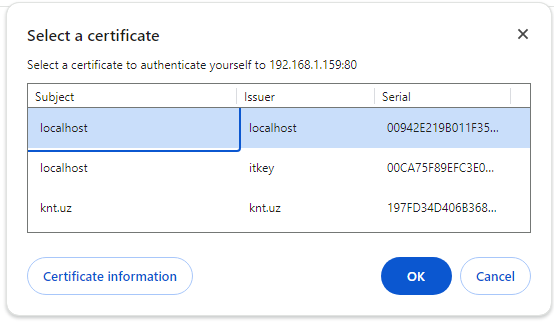 Select a certificate
Select a certificate to authenticate yourself to 192.168.1.159:80
Subject Issuer Serial
localhost localhost 00942E219B011F35...
localhost itkey 00CA75F89EFC3E0...
knt.uz knt.uz 197FD34D406B368...
Certificate information OK Cancel